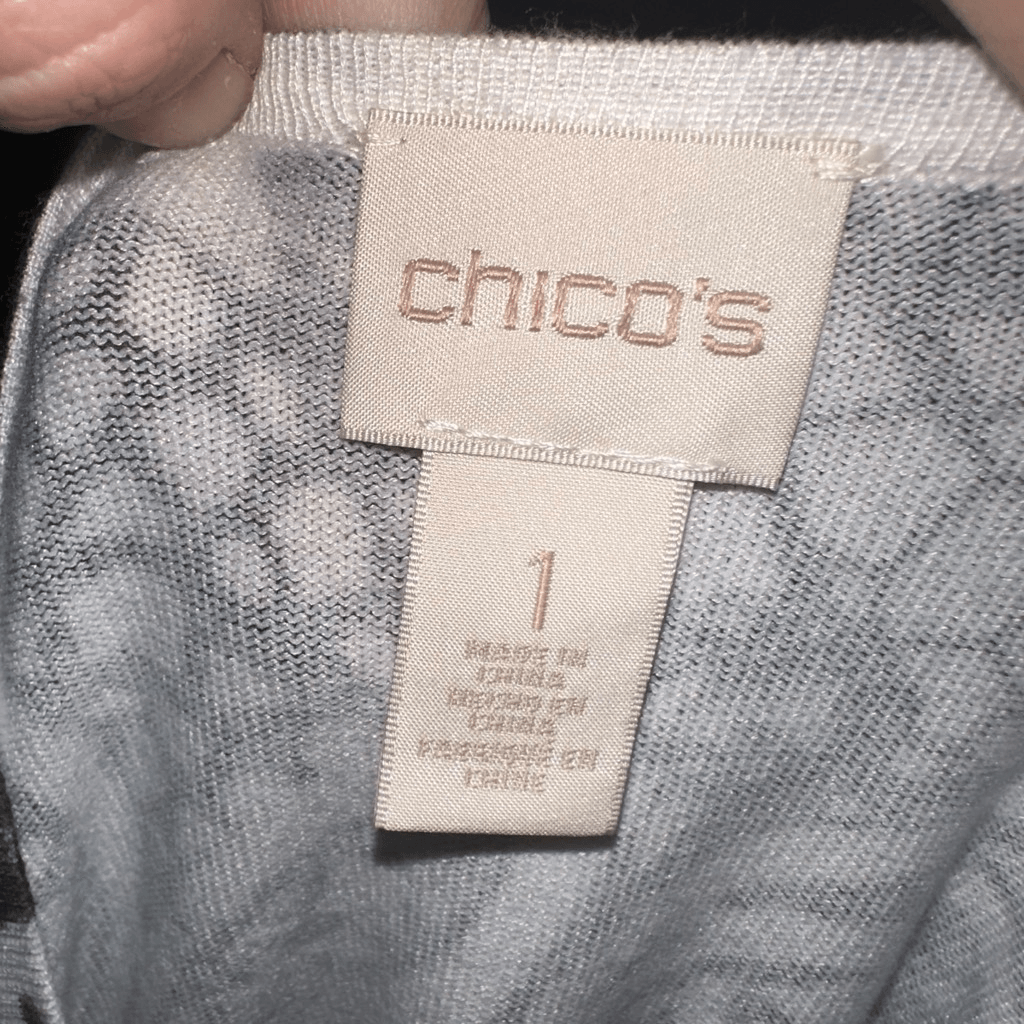 chico's
1
MADE IN
CHINA
HECHO EN
CHINA
FABRIQUÉ EN
CHINE